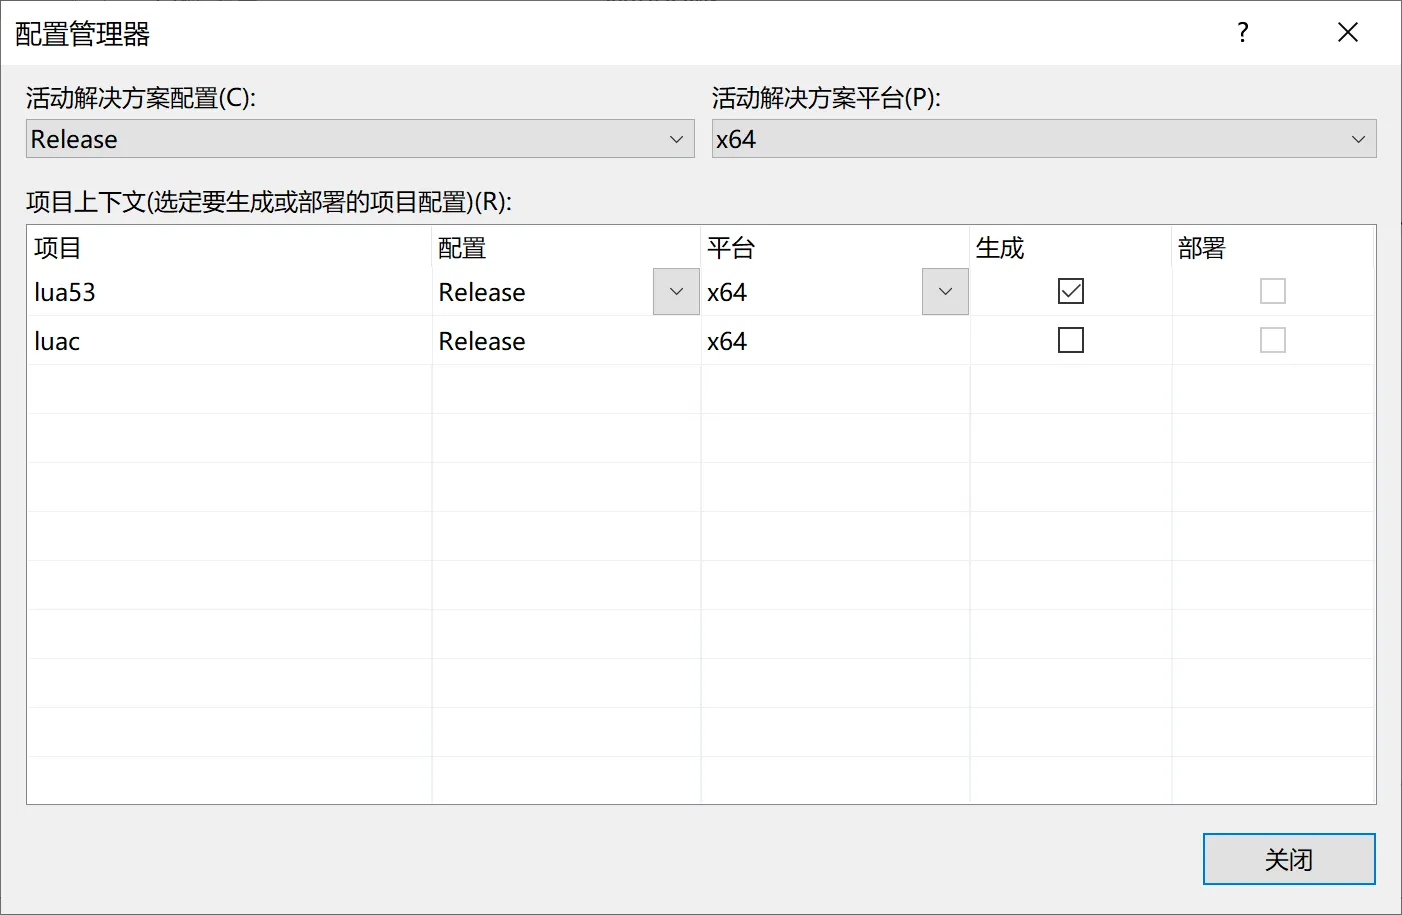 配置管理器
?
活动解决方案配置(C):
活动解决方案平台(P):
Release
x64
项目上下文(选定要生成或部署的项目配置)(R):
项目 配置 平台 生成 部署
lua53 Release x64
luac Release x64
关闭